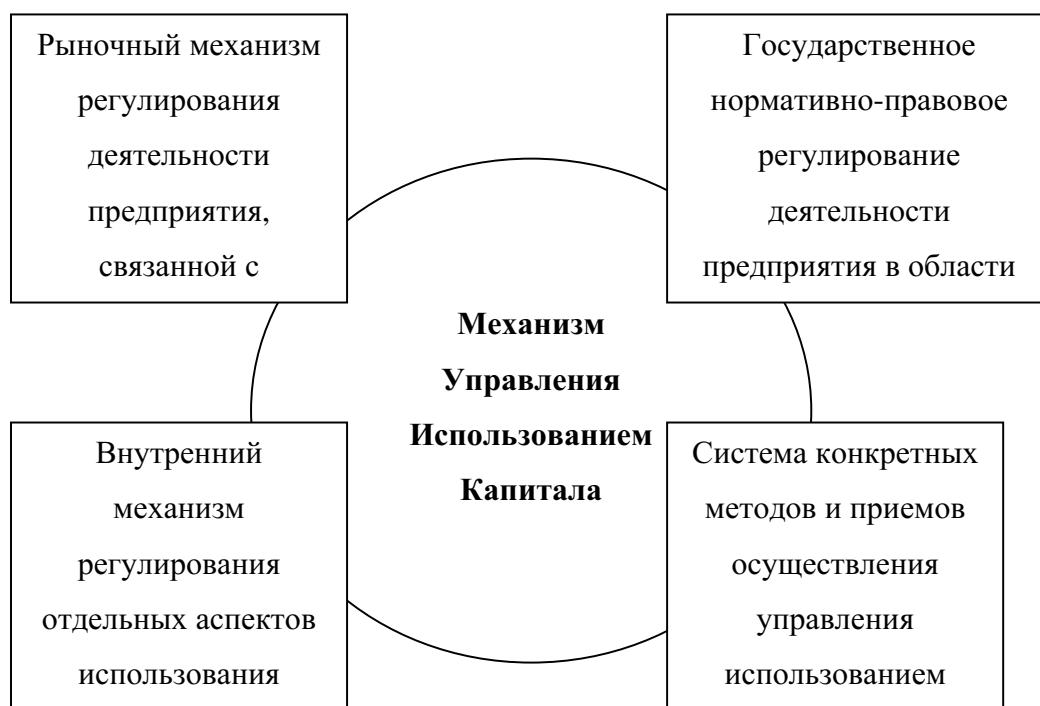 Рыночный механизм
регулирования
деятельности
предприятия,
связанной с
Государственное
нормативно-правовое
регулирование
деятельности
предприятия в области
Механизм
Управления
Использованием
Капитала
Внутренний
механизм
регулирования
отдельных аспектов
использования
Система конкретных
методов и приемов
осуществления
управления
использованием